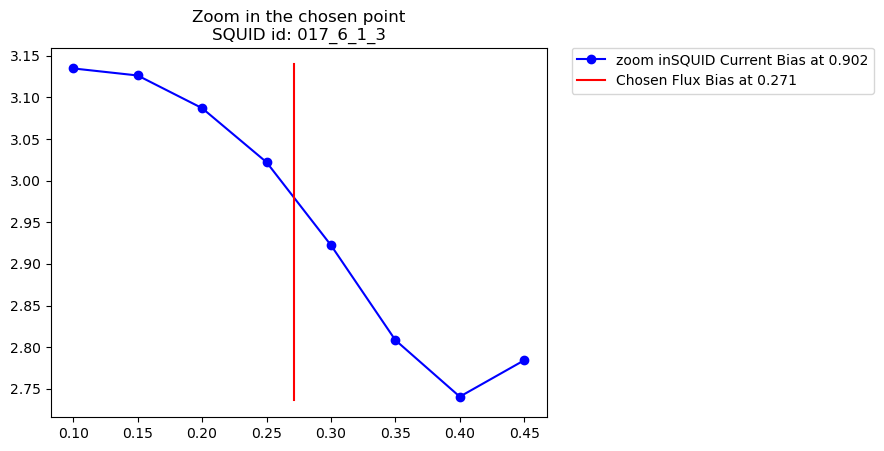 Zoom in the chosen point
SQUID id: 017_6_1_3
zoom inSQUID Current Bias at 0.902
Chosen Flux Bias at 0.271
3.15
3.10
3.05
3.00
2.95
2.90
2.85
2.80
2.75
0.10 0.15 0.20 0.25 0.30 0.35 0.40 0.45